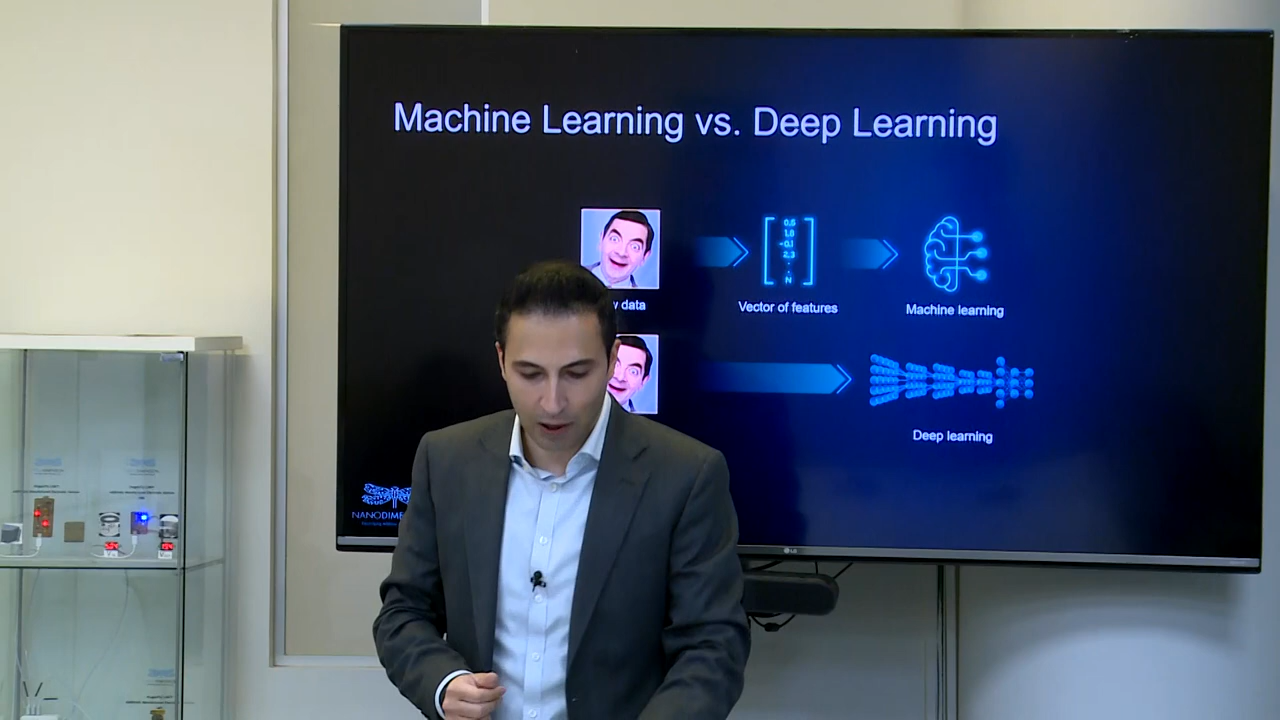 Machine Learning vs. Deep Learning
0.5
1.0
-0.1
2.3
N
data
Vector of features
Machine learning
Deep learning
NANODIME
LG